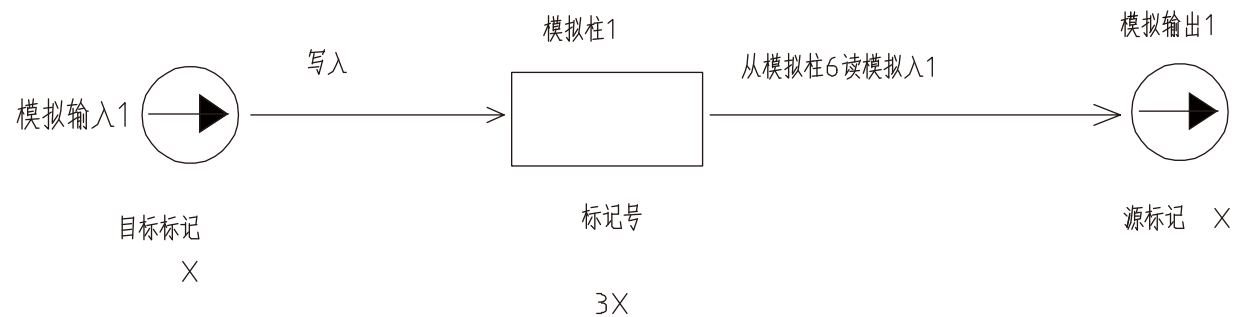 模拟输入1
目标标记
X
写入
模拟柱1
标记号
3X
从模拟柱6读模拟入1
模拟输出1
源标记 X